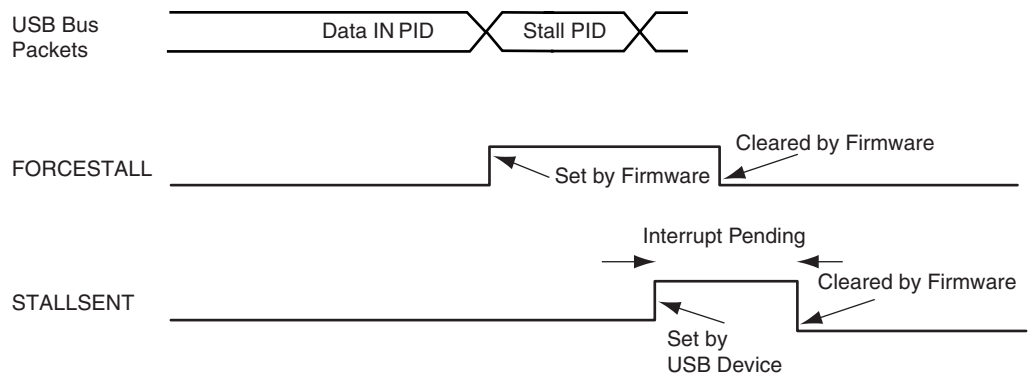 USB Bus
Packets
Data IN PID
Stall PID
FORCESTALL
Set by Firmware
Cleared by Firmware
Interrupt Pending
STALLSENT
Cleared by Firmware
Set by
USB Device